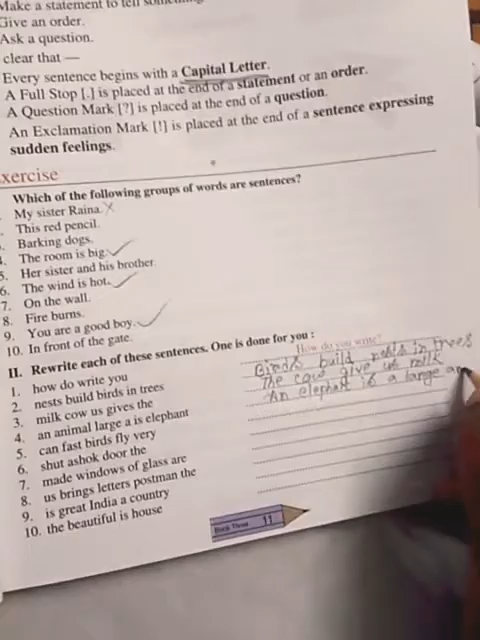 Make a statement to tell something
Give an order.
Ask a question.
clear that —
Every sentence begins with a Capital Letter.
A Full Stop [.] is placed at the end of a statement or an order.
A Question Mark [?] is placed at the end of a question.
An Exclamation Mark [!] is placed at the end of a sentence expressing
sudden feelings.
xercise
Which of the following groups of words are sentences?
My sister Raina.
This red pencil.
Barking dogs.
The room is big.
5. Her sister and his brother.
6. The wind is hot.
7. On the wall.
8. Fire burns.
9. You are a good boy.
10. In front of the gate.
II. Rewrite each of these sentences. One is done for you :
1. how do write you
How do you write?
2. nests build birds in trees
Birds build nests in trees
3. milk cow us gives the
The cow give us milk
4. an animal large a is elephant
An elephant is a large an
5. can fast birds fly very
6. shut ashok door the
7. made windows of glass are
8. us brings letters postman the
9. is great India a country
10. the beautiful is house
Book Three 11